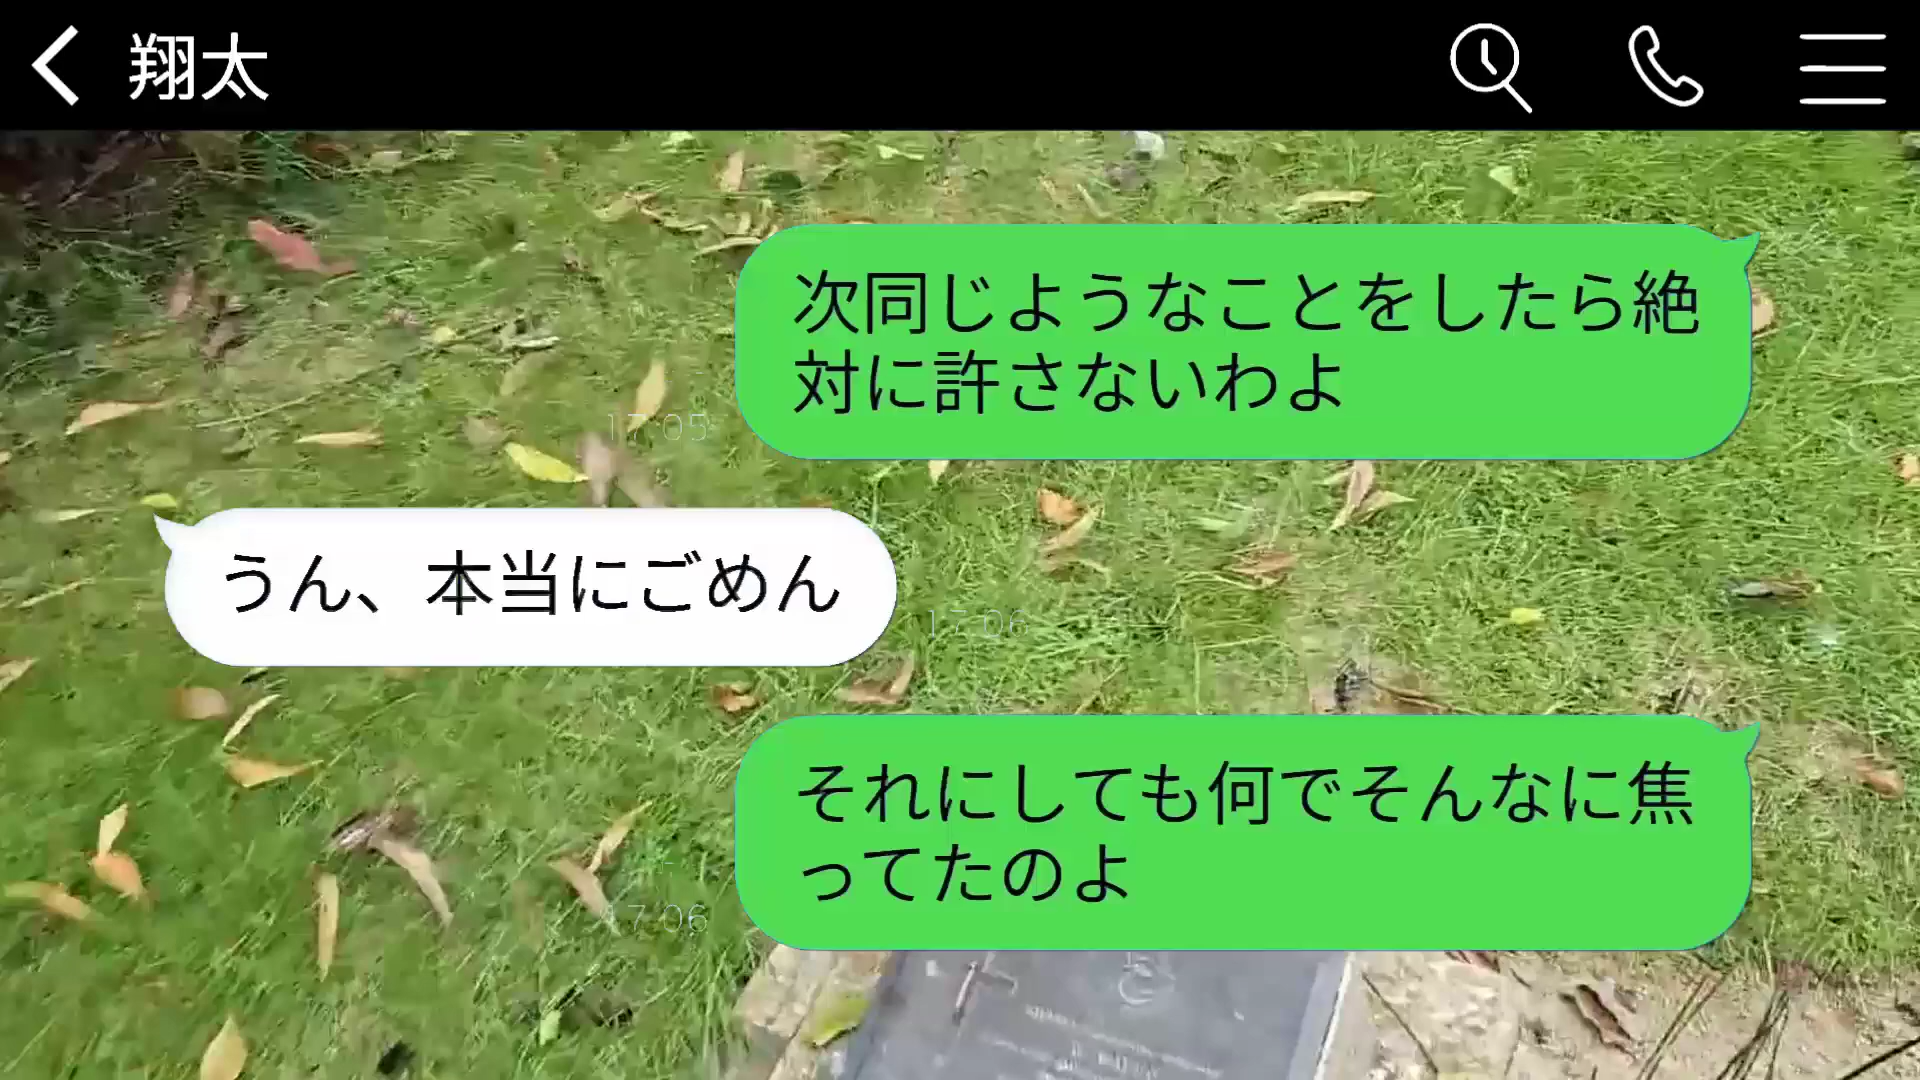 翔太
次同じようなことをしたら絶
対に許さないわよ
17:05
うん、本当にごめん
17:06
それにしても何でそんなに焦
ってたのよ
17:06